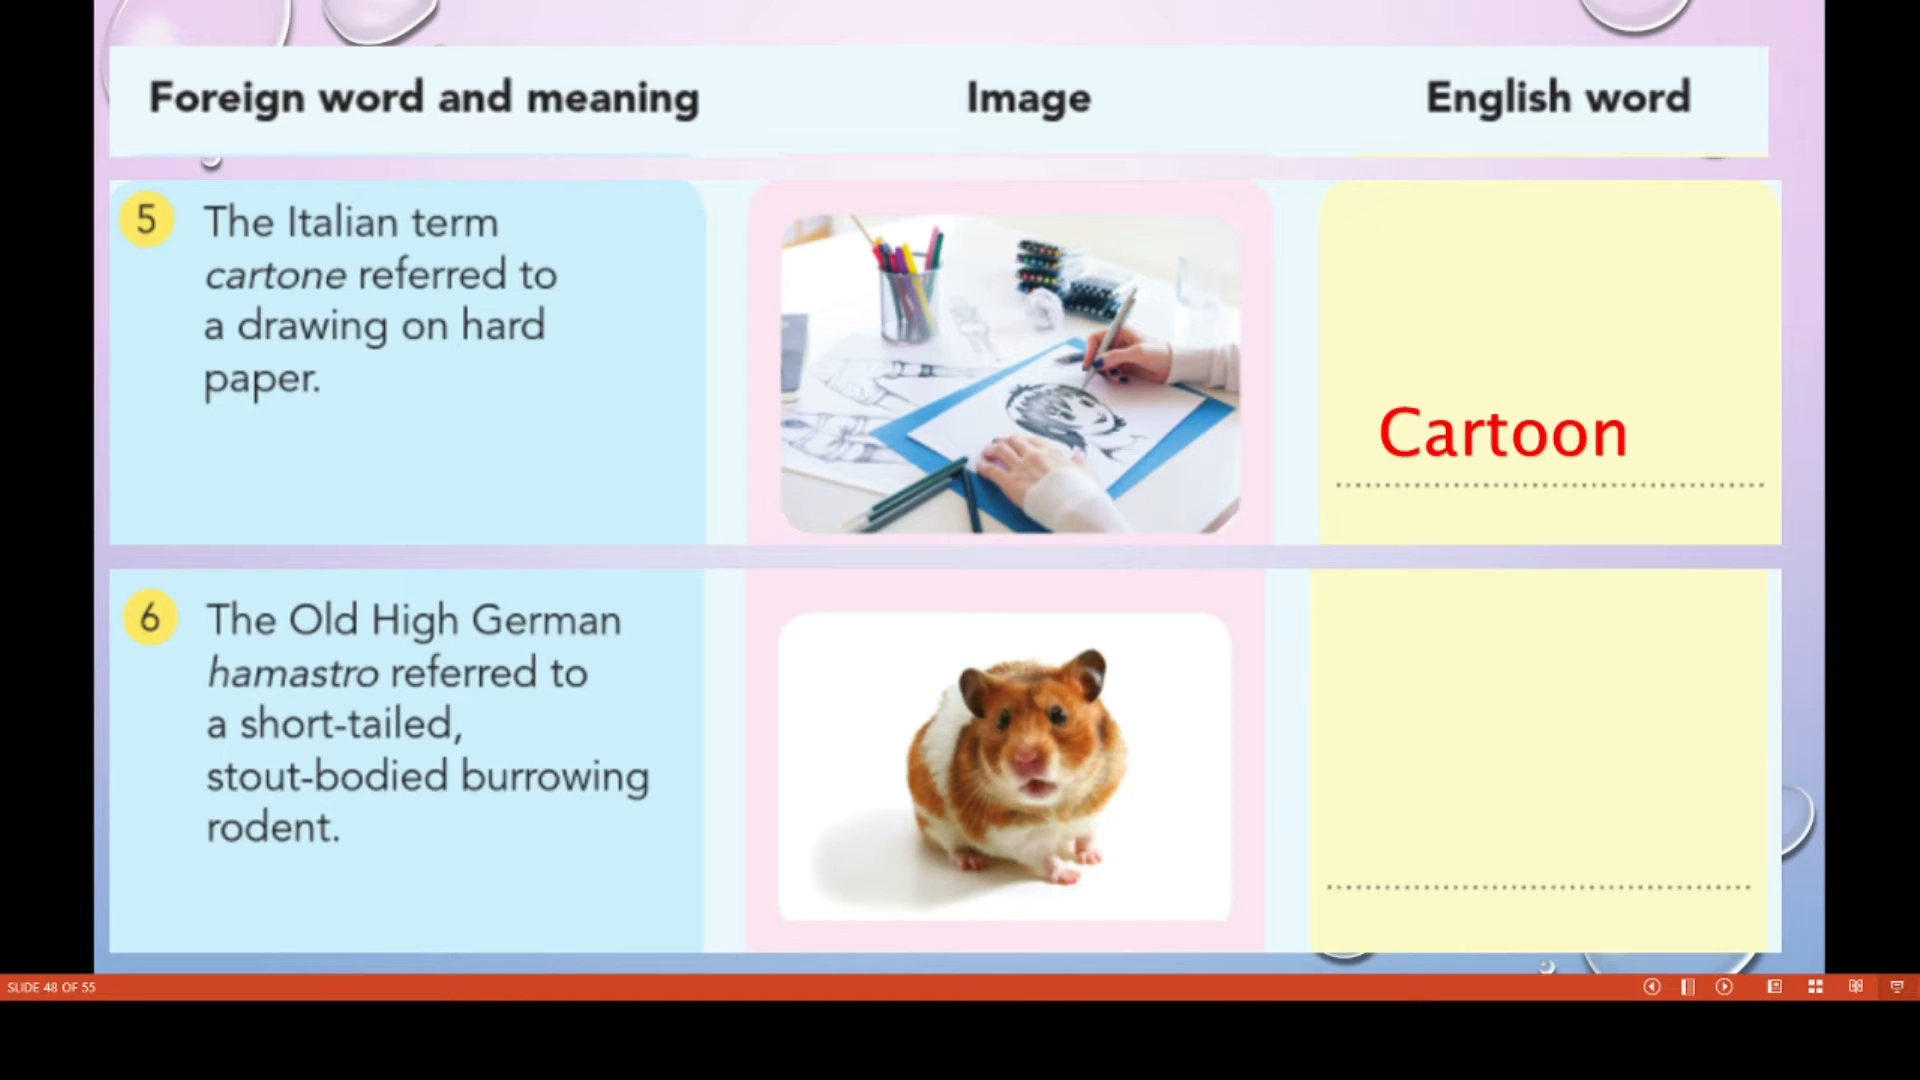 Foreign word and meaning
Image
English word
5
The Italian term
cartone referred to
a drawing on hard
paper.
Cartoon
6
The Old High German
hamastro referred to
a short-tailed,
stout-bodied burrowing
rodent.
SLIDE 48 OF 55